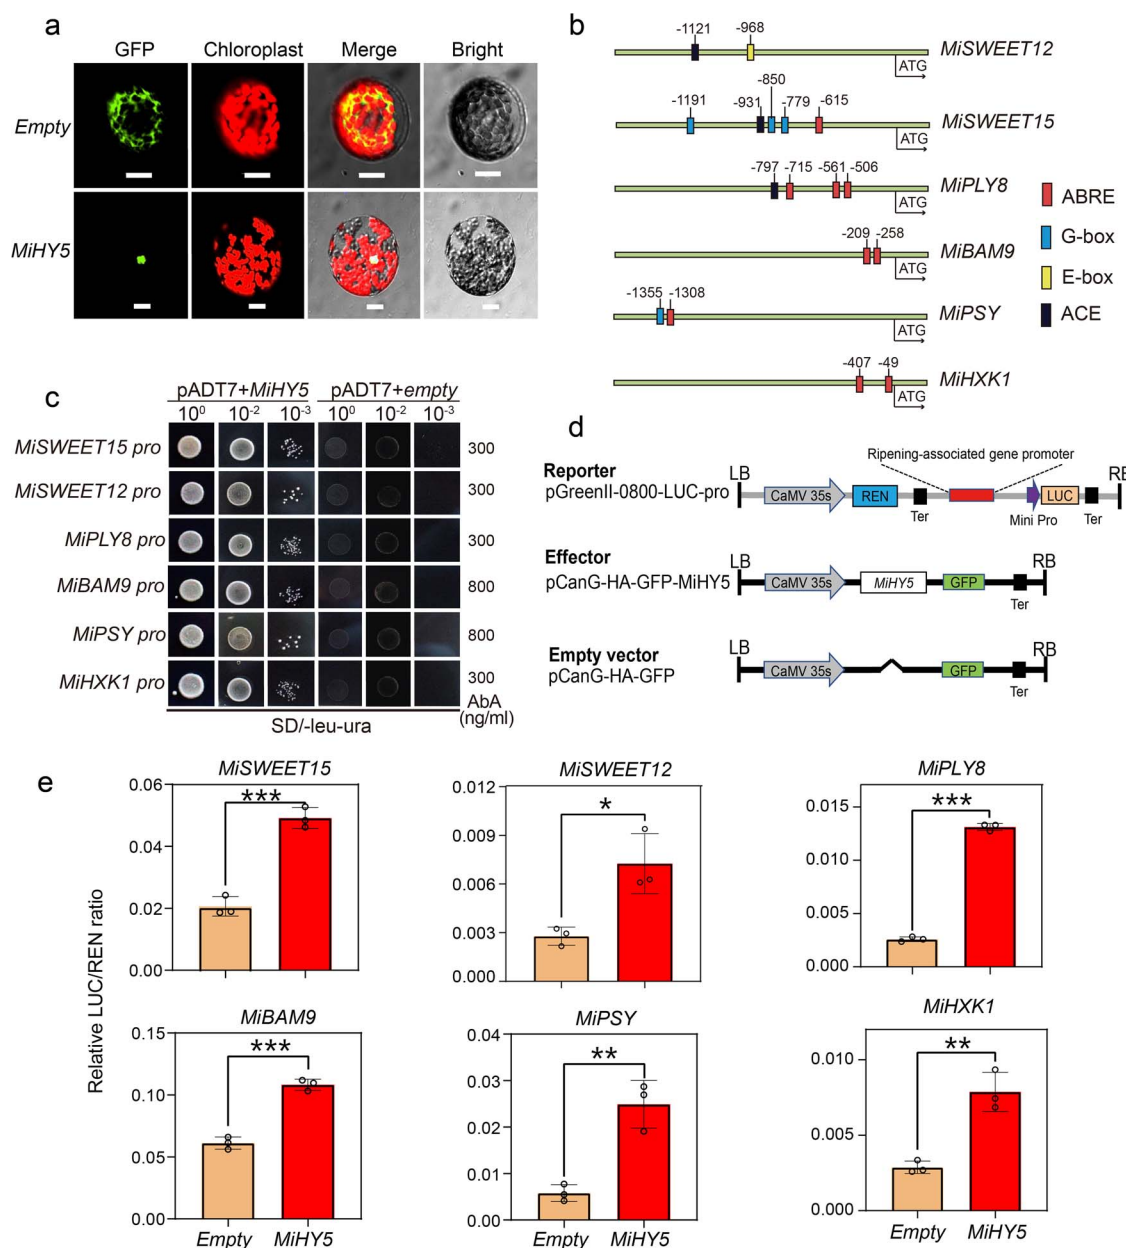 a
GFP Chloroplast Merge Bright
Empty
MiHY5
b
-1121 -968
MiSWEET12
ATG
-1191 -931 -850 -779 -615
MiSWEET15
ATG
-797 -715 -561 -506
MiPLY8
ATG
-209 -258
MiBAM9
ATG
-1355 -1308
MiPSY
ATG
-407 -49
MiHXK1
ATG
ABRE
G-box
E-box
ACE
c
pADT7+MiHY5 pADT7+empty
10⁰ 10⁻² 10⁻³ 10⁰ 10⁻² 10⁻³
MiSWEET15 pro 300
MiSWEET12 pro 300
MiPLY8 pro 300
MiBAM9 pro 800
MiPSY pro 800
MiHXK1 pro 300
AbA
(ng/ml)
SD/-leu-ura
d
Ripening-associated gene promoter
Reporter
pGreenII-0800-LUC-pro
LB CaMV 35s REN Ter Mini Pro LUC Ter RB
Effector
pCanG-HA-GFP-MiHY5
LB CaMV 35s MiHY5 GFP Ter RB
Empty vector
pCanG-HA-GFP
LB CaMV 35s GFP Ter RB
e
Relative LUC/REN ratio
MiSWEET15
***
0.06
0.04
0.02
0.00
MiSWEET12
*
0.012
0.009
0.006
0.003
0.000
MiPLY8
***
0.015
0.010
0.015
0.000
MiBAM9
***
0.15
0.10
0.05
0.00
Empty MiHY5
MiPSY
**
0.04
0.03
0.02
0.01
0.00
Empty MiHY5
MiHXK1
**
0.010
0.005
0.000
Empty MiHY5